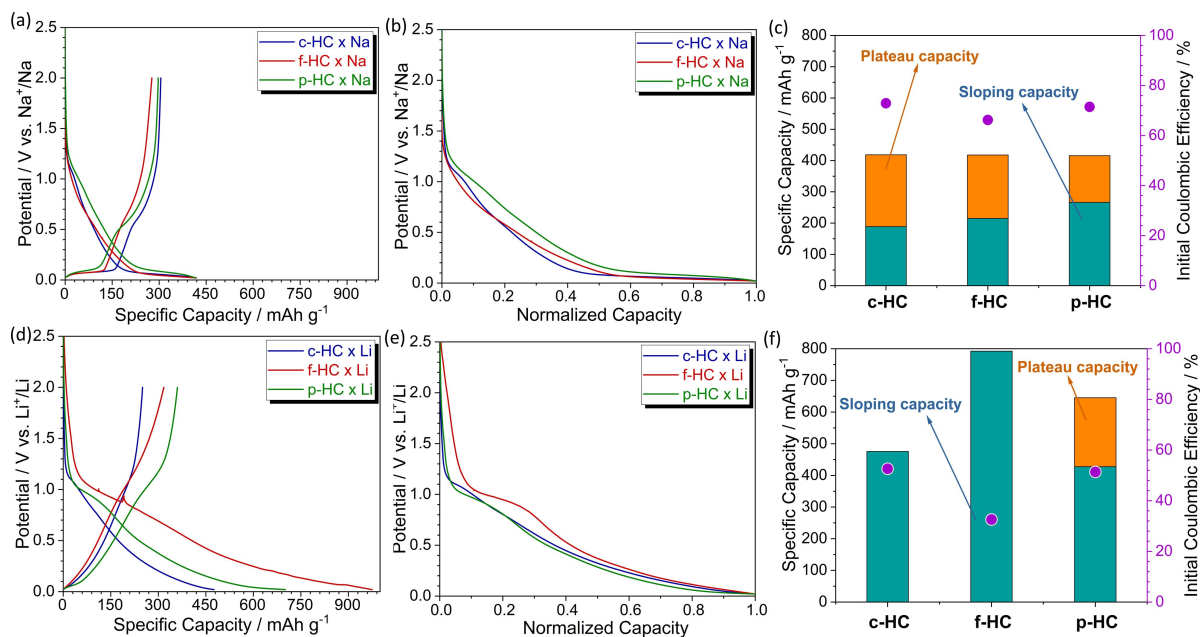 (a)
2.5
2.0
1.5
1.0
0.5
0.0
Potential / V vs. Na⁺/Na
c-HC x Na
f-HC x Na
p-HC x Na
0 150 300 450 600 750 900
Specific Capacity / mAh g⁻¹
(b)
2.5
2.0
1.5
1.0
0.5
0.0
Potential / V vs. Na⁺/Na
c-HC x Na
f-HC x Na
p-HC x Na
0.0 0.2 0.4 0.6 0.8 1.0
Normalized Capacity
(c)
800
700
600
500
400
300
200
100
0
Specific Capacity / mAh g⁻¹
Plateau capacity
Sloping capacity
100
80
60
40
20
0
Initial Coulombic Efficiency / %
c-HC f-HC p-HC
(d)
2.5
2.0
1.5
1.0
0.5
0.0
Potential / V vs. Li⁺/Li
c-HC x Li
f-HC x Li
p-HC x Li
0 150 300 450 600 750 900
Specific Capacity / mAh g⁻¹
(e)
2.5
2.0
1.5
1.0
0.5
0.0
Potential / V vs. Li⁺/Li
c-HC x Li
f-HC x Li
p-HC x Li
0.0 0.2 0.4 0.6 0.8 1.0
Normalized Capacity
(f)
800
700
600
500
400
300
200
100
0
Specific Capacity / mAh g⁻¹
Sloping capacity
Plateau capacity
100
80
60
40
20
0
Initial Coulombic Efficiency / %
c-HC f-HC p-HC